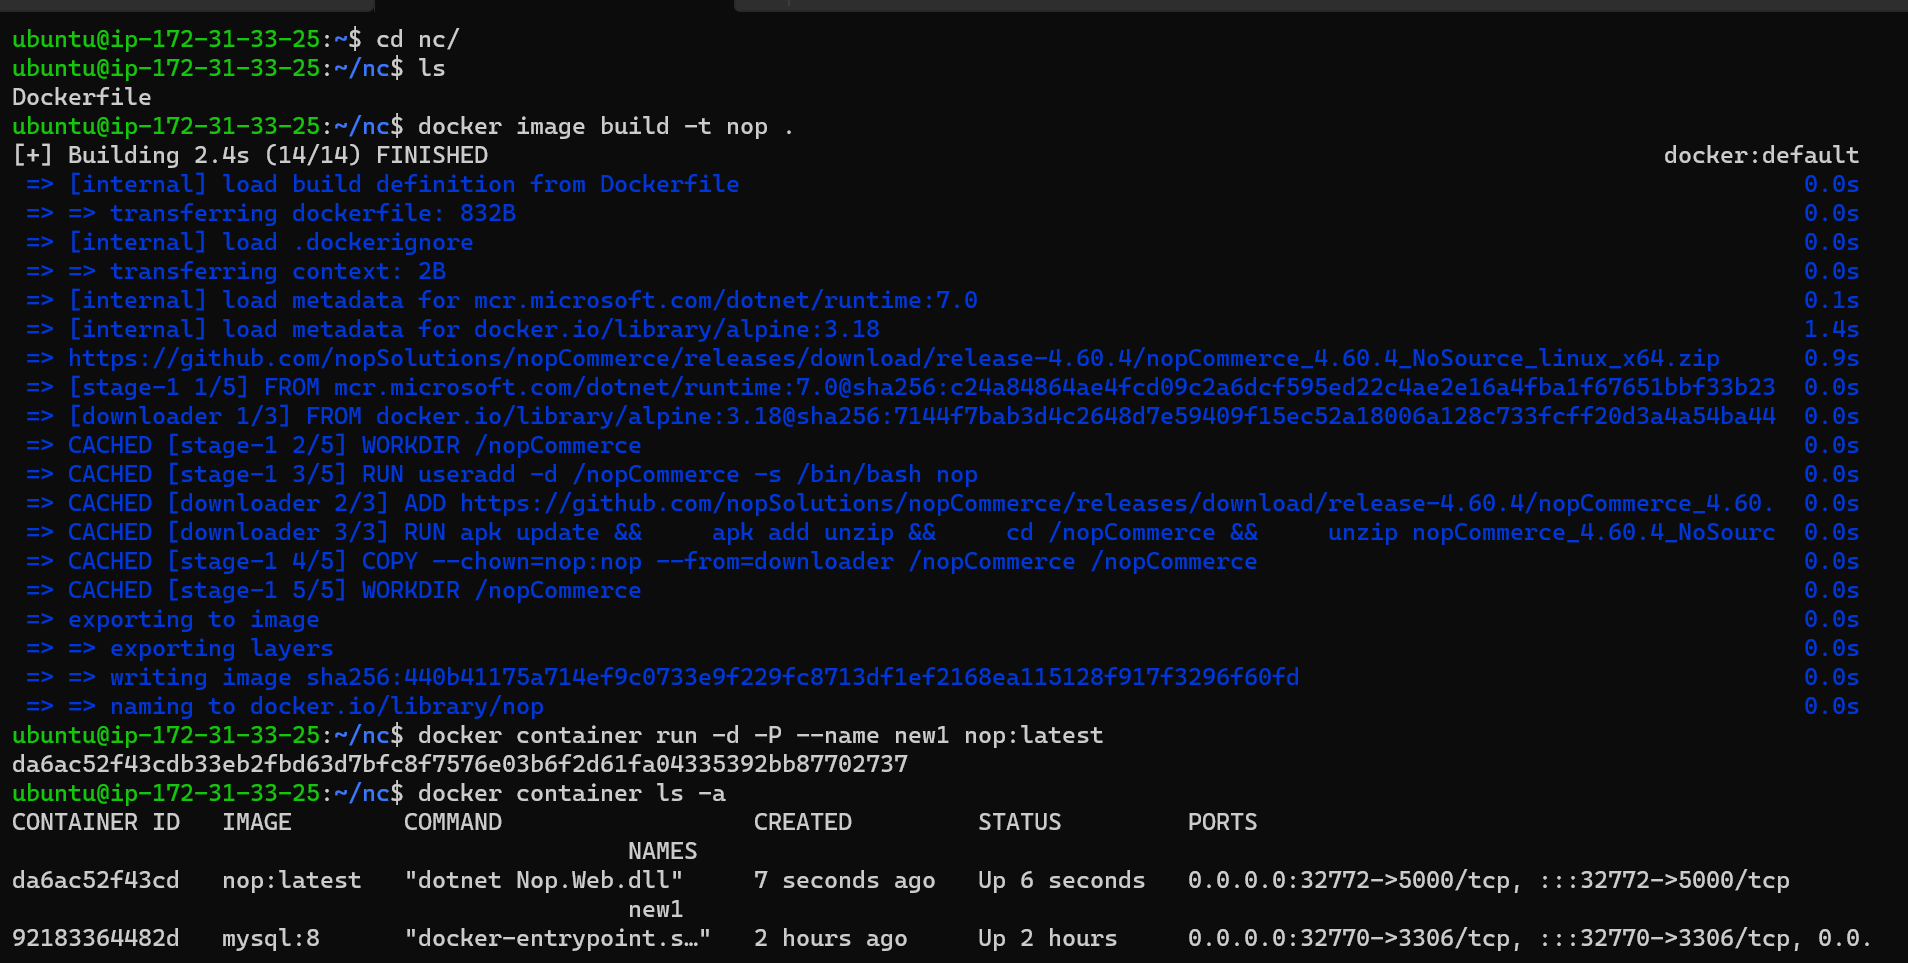 ubuntu@ip-172-31-33-25:~$ cd nc/
ubuntu@ip-172-31-33-25:~/nc$ ls
Dockerfile
ubuntu@ip-172-31-33-25:~/nc$ docker image build -t nop .
[+] Building 2.4s (14/14) FINISHED docker:default
=> [internal] load build definition from Dockerfile 0.0s
=> => transferring dockerfile: 832B 0.0s
=> [internal] load .dockerignore 0.0s
=> => transferring context: 2B 0.0s
=> [internal] load metadata for mcr.microsoft.com/dotnet/runtime:7.0 0.1s
=> [internal] load metadata for docker.io/library/alpine:3.18 1.4s
=> https://github.com/nopSolutions/nopCommerce/releases/download/release-4.60.4/nopCommerce_4.60.4_NoSource_linux_x64.zip 0.9s
=> [stage-1 1/5] FROM mcr.microsoft.com/dotnet/runtime:7.0@sha256:c24a84864ae4fcd09c2a6dcf595ed22c4ae2e16a4fba1f67651bbf33b23 0.0s
=> [downloader 1/3] FROM docker.io/library/alpine:3.18@sha256:7144f7bab3d4c2648d7e59409f15ec52a18006a128c733fcff20d3a4a54ba44 0.0s
=> CACHED [stage-1 2/5] WORKDIR /nopCommerce 0.0s
=> CACHED [stage-1 3/5] RUN useradd -d /nopCommerce -s /bin/bash nop 0.0s
=> CACHED [downloader 2/3] ADD https://github.com/nopSolutions/nopCommerce/releases/download/release-4.60.4/nopCommerce_4.60. 0.0s
=> CACHED [downloader 3/3] RUN apk update && apk add unzip && cd /nopCommerce && unzip nopCommerce_4.60.4_NoSourc 0.0s
=> CACHED [stage-1 4/5] COPY --chown=nop:nop --from=downloader /nopCommerce /nopCommerce 0.0s
=> CACHED [stage-1 5/5] WORKDIR /nopCommerce 0.0s
=> exporting to image 0.0s
=> => exporting layers 0.0s
=> => writing image sha256:440b41175a714ef9c0733e9f229fc8713df1ef2168ea115128f917f3296f60fd 0.0s
=> => naming to docker.io/library/nop 0.0s
ubuntu@ip-172-31-33-25:~/nc$ docker container run -d -P --name new1 nop:latest
da6ac52f43cdb33eb2fbd63d7bfc8f7576e03b6f2d61fa04335392bb87702737
ubuntu@ip-172-31-33-25:~/nc$ docker container ls -a
CONTAINER ID IMAGE COMMAND CREATED STATUS PORTS
NAMES
da6ac52f43cd nop:latest "dotnet Nop.Web.dll" 7 seconds ago Up 6 seconds 0.0.0.0:32772->5000/tcp, :::32772->5000/tcp
new1
92183364482d mysql:8 "docker-entrypoint.s…" 2 hours ago Up 2 hours 0.0.0.0:32770->3306/tcp, :::32770->3306/tcp, 0.0.